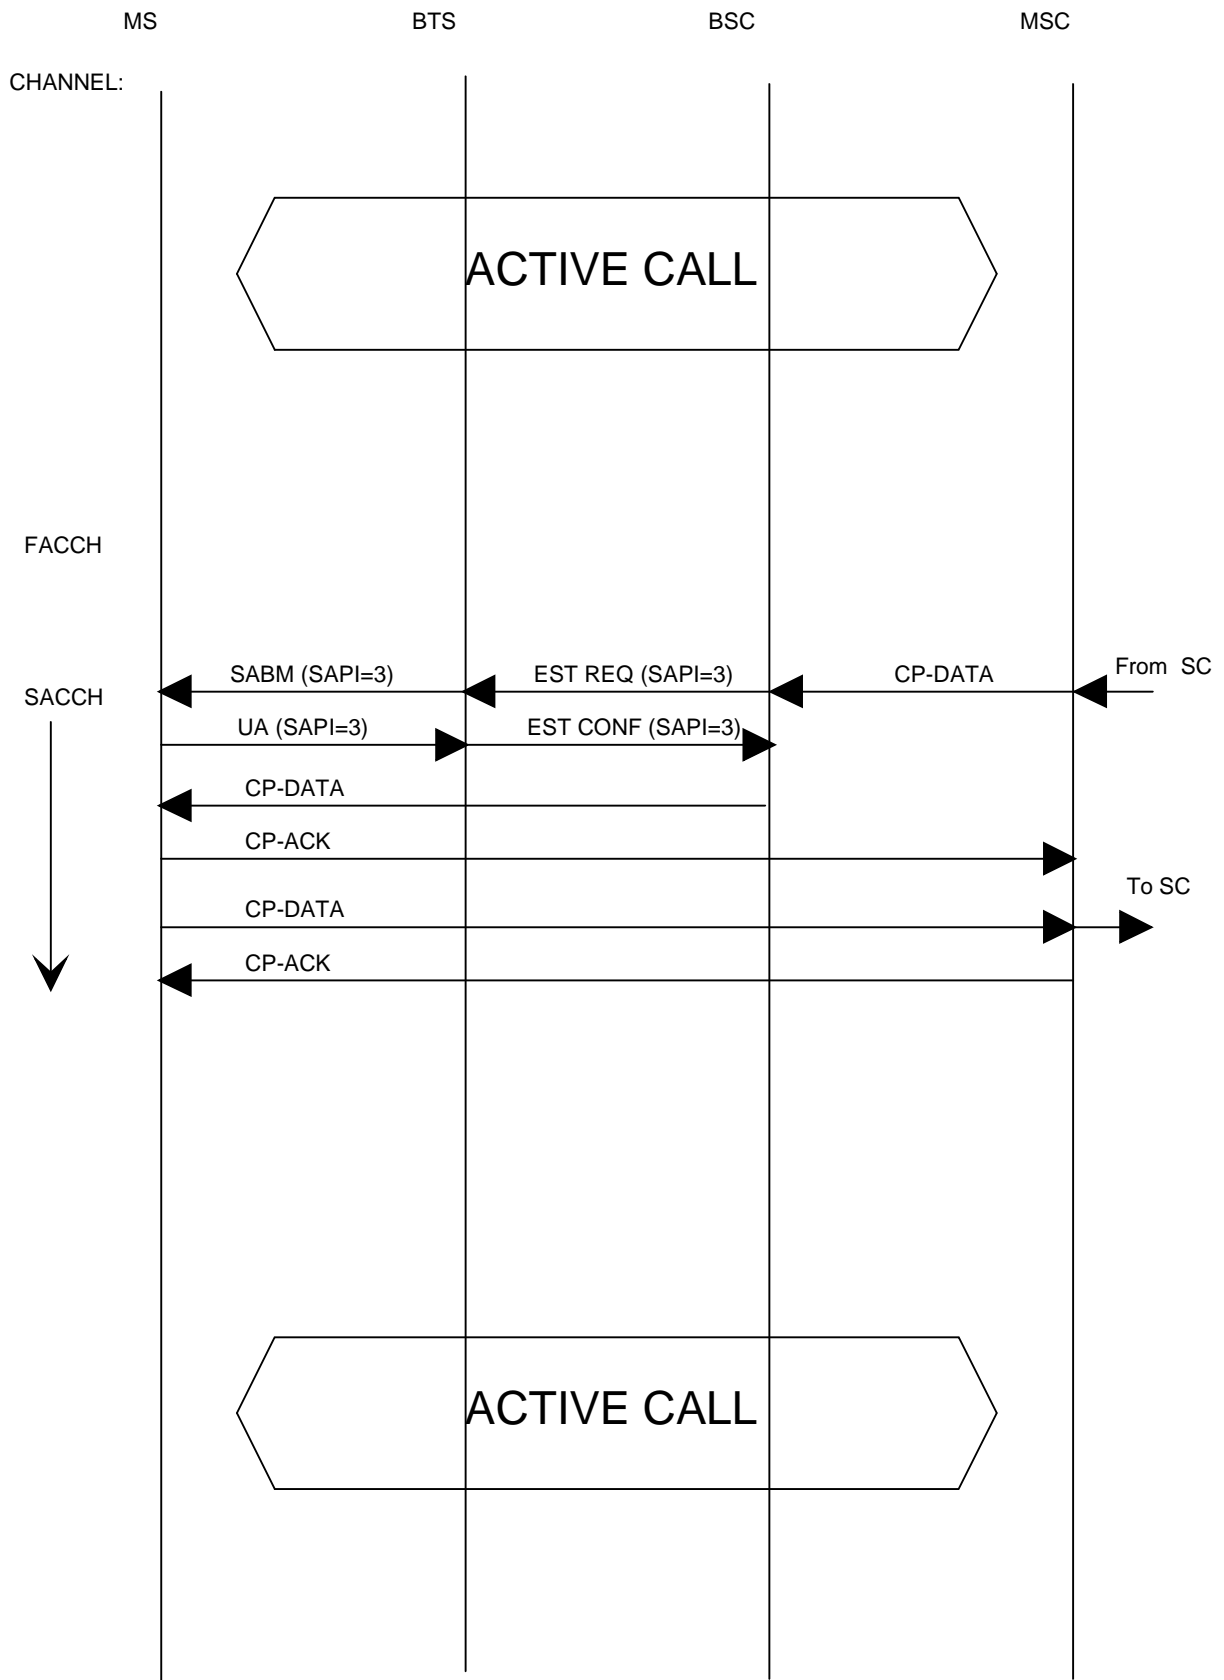 MS BTS BSC MSC
CHANNEL:
ACTIVE CALL
FACCH
SACCH
SABM (SAPI=3) EST REQ (SAPI=3) CP-DATA From SC
UA (SAPI=3) EST CONF (SAPI=3)
CP-DATA
CP-ACK
To SC
CP-DATA
CP-ACK
ACTIVE CALL